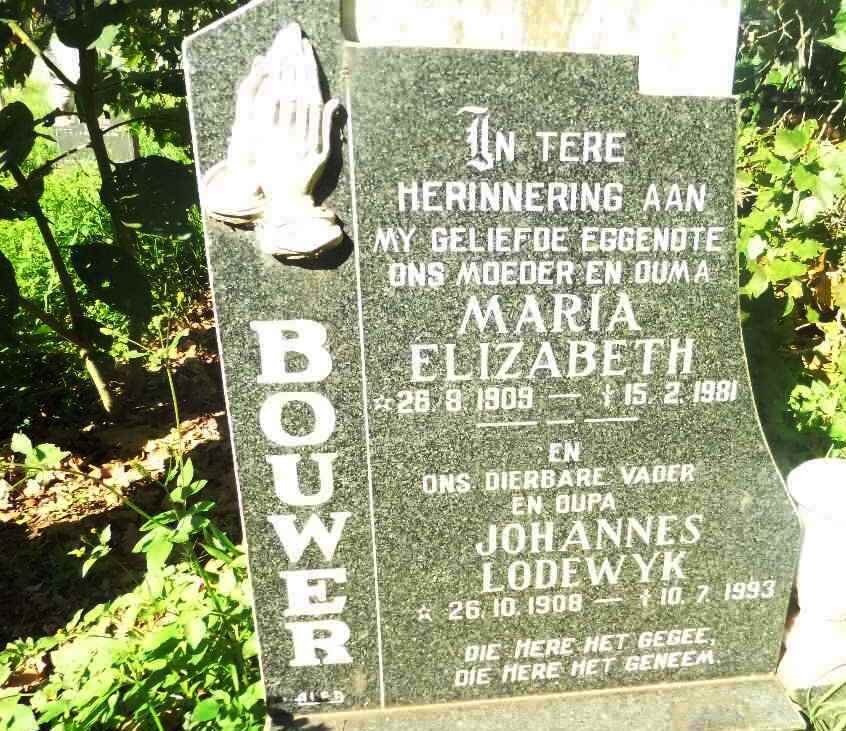 BOUWER
In TERE
HERINNERING AAN
MY GELIEFDE EGGENOTE
ONS MOEDER EN OUMA
MARIA
ELIZABETH
☆ 28. 8. 1909 — † 15. 2. 1981
EN
ONS DIERBARE VADER
EN OUPA
JOHANNES
LODEWYK
☆ 26. 10. 1908 — † 10. 7. 1993
DIE HERE HET GEGEE,
DIE HERE HET GENEEM.